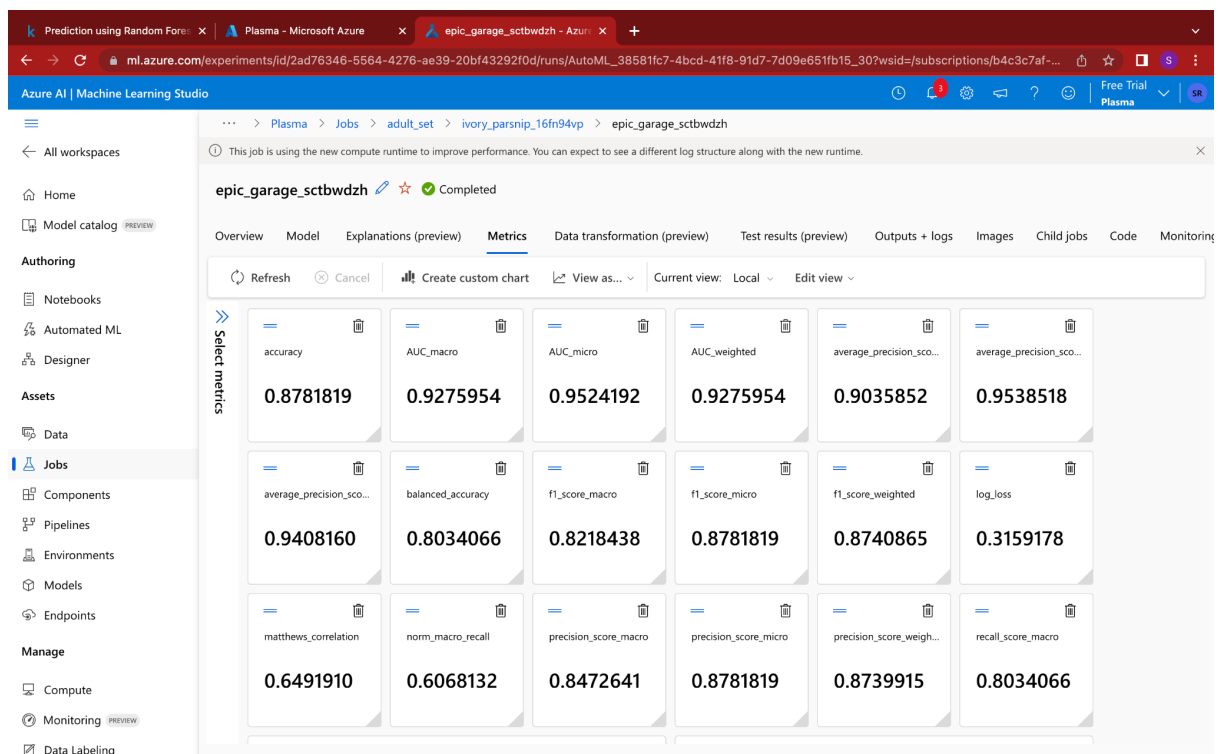 k Prediction using Random Fores
Plasma - Microsoft Azure
epic_garage_sctbwdzh - Azure
ml.azure.com/experiments/id/2ad76346-5564-4276-ae39-20bf43292f0d/runs/AutoML_38581fc7-4bcd-41f8-91d7-7d09e651fb15_30?wsid=/subscriptions/b4c3c7af-...
S
Azure AI | Machine Learning Studio
3
Free Trial
Plasma
SR
All workspaces
Home
Model catalog PREVIEW
Authoring
Notebooks
Automated ML
Designer
Assets
Data
Jobs
Components
Pipelines
Environments
Models
Endpoints
Manage
Compute
Monitoring PREVIEW
Data Labeling
... > Plasma > Jobs > adult_set > ivory_parsnip_16fn94vp > epic_garage_sctbwdzh
This job is using the new compute runtime to improve performance. You can expect to see a different log structure along with the new runtime.
epic_garage_sctbwdzh Completed
Overview Model Explanations (preview) Metrics Data transformation (preview) Test results (preview) Outputs + logs Images Child jobs Code Monitoring
Refresh Cancel Create custom chart View as... Current view: Local Edit view
Select metrics
accuracy AUC_macro AUC_micro AUC_weighted average_precision_sco... average_precision_sco...
0.8781819 0.9275954 0.9524192 0.9275954 0.9035852 0.9538518
average_precision_sco... balanced_accuracy f1_score_macro f1_score_micro f1_score_weighted log_loss
0.9408160 0.8034066 0.8218438 0.8781819 0.8740865 0.3159178
matthews_correlation norm_macro_recall precision_score_macro precision_score_micro precision_score_weigh... recall_score_macro
0.6491910 0.6068132 0.8472641 0.8781819 0.8739915 0.8034066